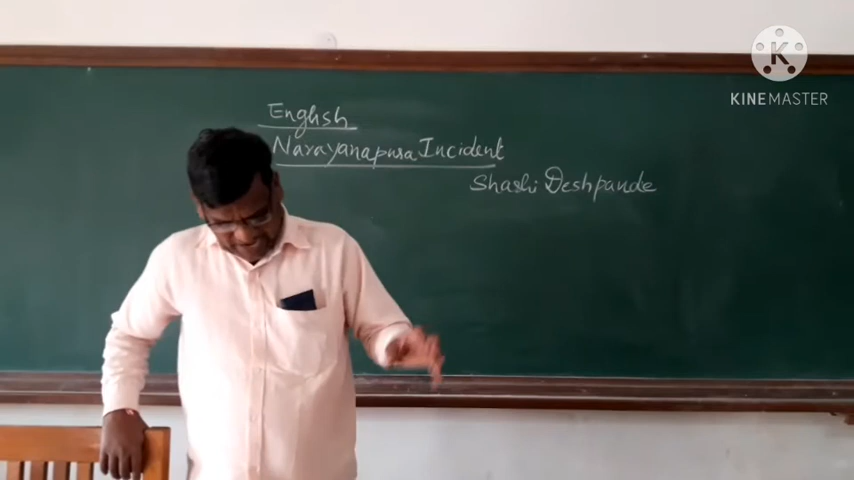 English
Narayanapura Incident
Shashi Deshpande
K
KINEMASTER